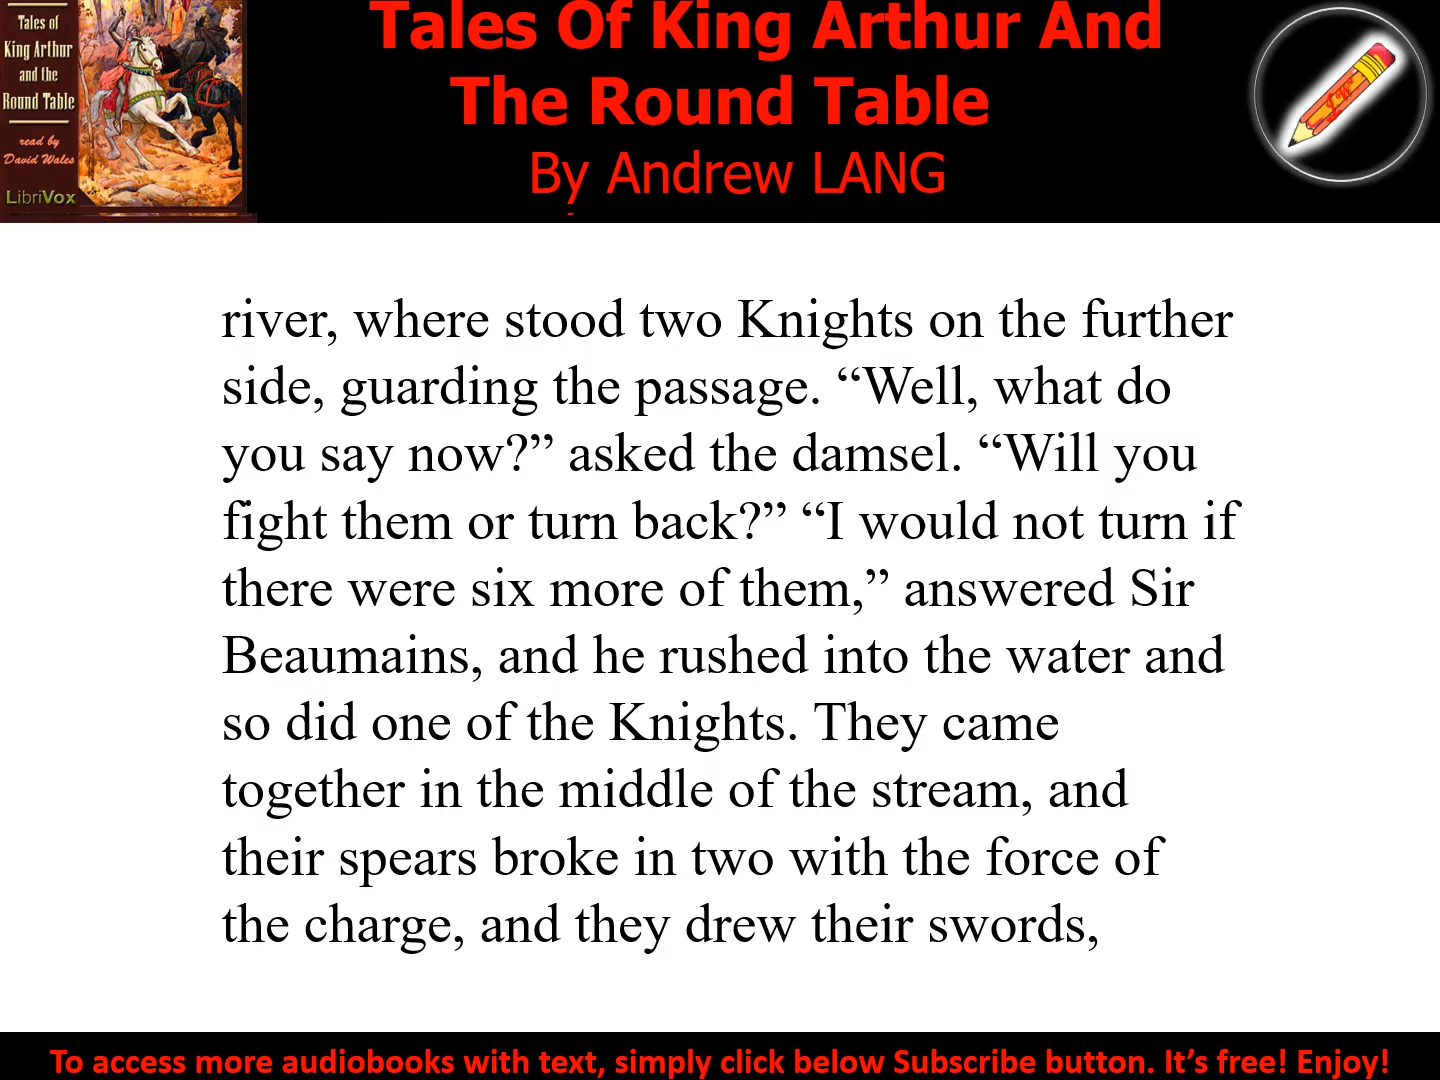 Tales of
King Arthur
and the
Round Table
read by
David Wales
LibriVox
Tales Of King Arthur And
The Round Table
By Andrew LANG
river, where stood two Knights on the further
side, guarding the passage. “Well, what do
you say now?” asked the damsel. “Will you
fight them or turn back?” “I would not turn if
there were six more of them,” answered Sir
Beaumains, and he rushed into the water and
so did one of the Knights. They came
together in the middle of the stream, and
their spears broke in two with the force of
the charge, and they drew their swords,
To access more audiobooks with text, simply click below Subscribe button. It’s free! Enjoy!